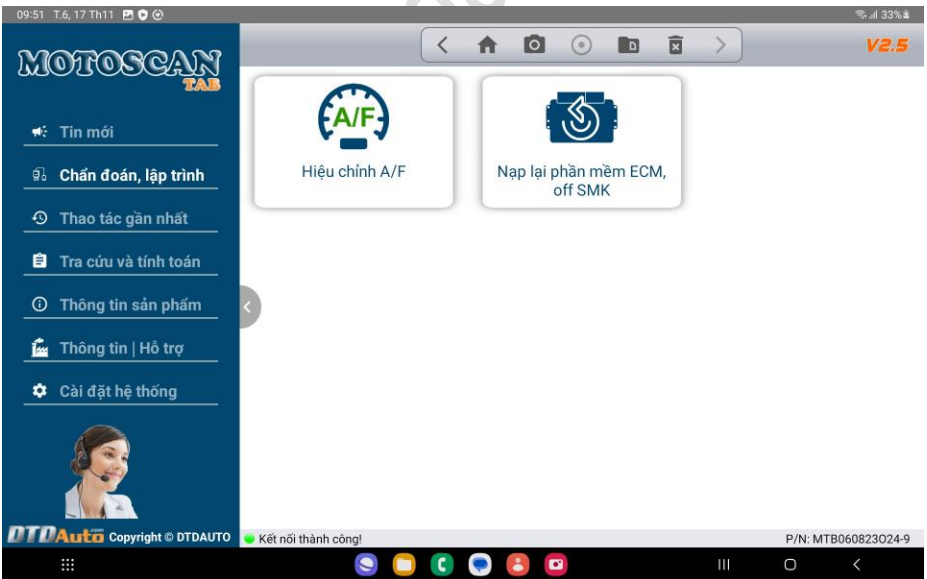 09:51 T.6, 17 Th11
33%
MOTOSCAN
TAB
V2.5
Tin mới
Chẩn đoán, lập trình
Thao tác gần nhất
Tra cứu và tính toán
Thông tin sản phẩm
Thông tin | Hỗ trợ
Cài đặt hệ thống
A/F
Hiệu chỉnh A/F
Nạp lại phần mềm ECM,
off SMK
DTDAuto.com Copyright © DTDAUTO
Kết nối thành công!
P/N: MTB060823O24-9